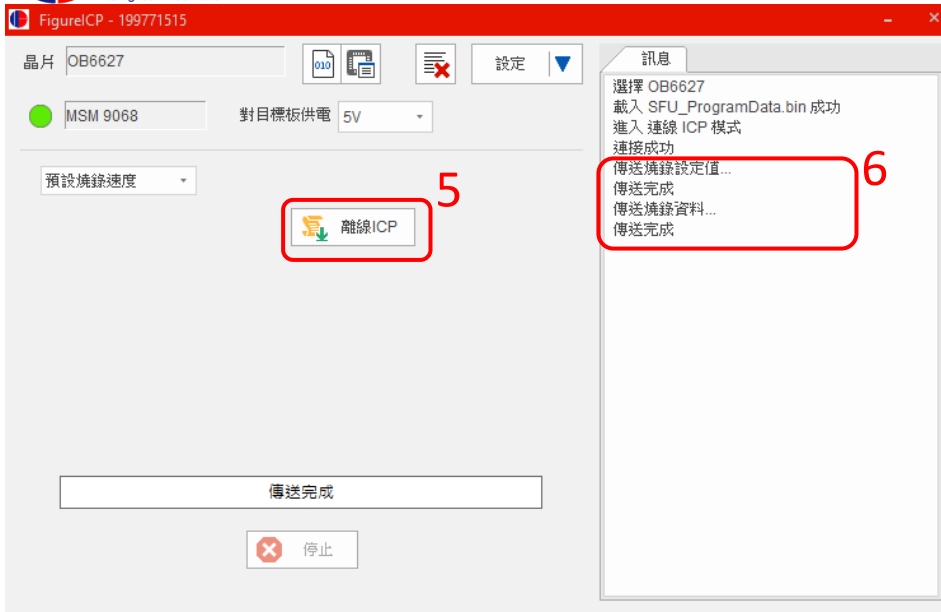 FigureICP - 199771515
晶片 OB6627
010
設定
MSM 9068 對目標板供電 5V
預設燒錄速度
5
離線ICP
傳送完成
停止
訊息
選擇 OB6627
載入 SFU_ProgramData.bin 成功
進入 連線 ICP 模式
連接成功
傳送燒錄設定值...
傳送完成
傳送燒錄資料...
傳送完成
6